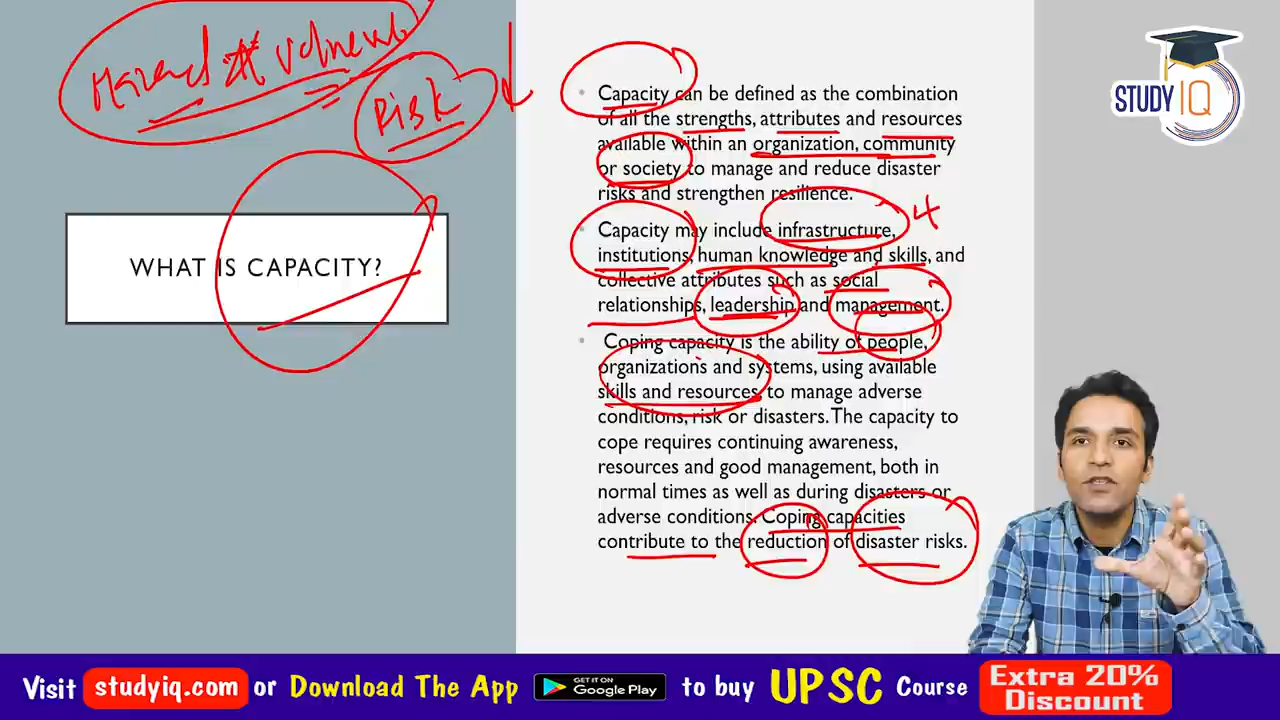 Hazard * Vulnerab
Risk
WHAT IS CAPACITY?
Capacity can be defined as the combination
of all the strengths, attributes and resources
available within an organization, community
or society to manage and reduce disaster
risks and strengthen resilience.
Capacity may include infrastructure,
institutions, human knowledge and skills, and
collective attributes such as social
relationships, leadership and management.
Coping capacity is the ability of people,
organizations and systems, using available
skills and resources, to manage adverse
conditions, risk or disasters. The capacity to
cope requires continuing awareness,
resources and good management, both in
normal times as well as during disasters or
adverse conditions. Coping capacities
contribute to the reduction of disaster risks.
STUDY IQ
Visit studyiq.com or Download The App GET IT ON Google Play to buy UPSC Course Extra 20% Discount